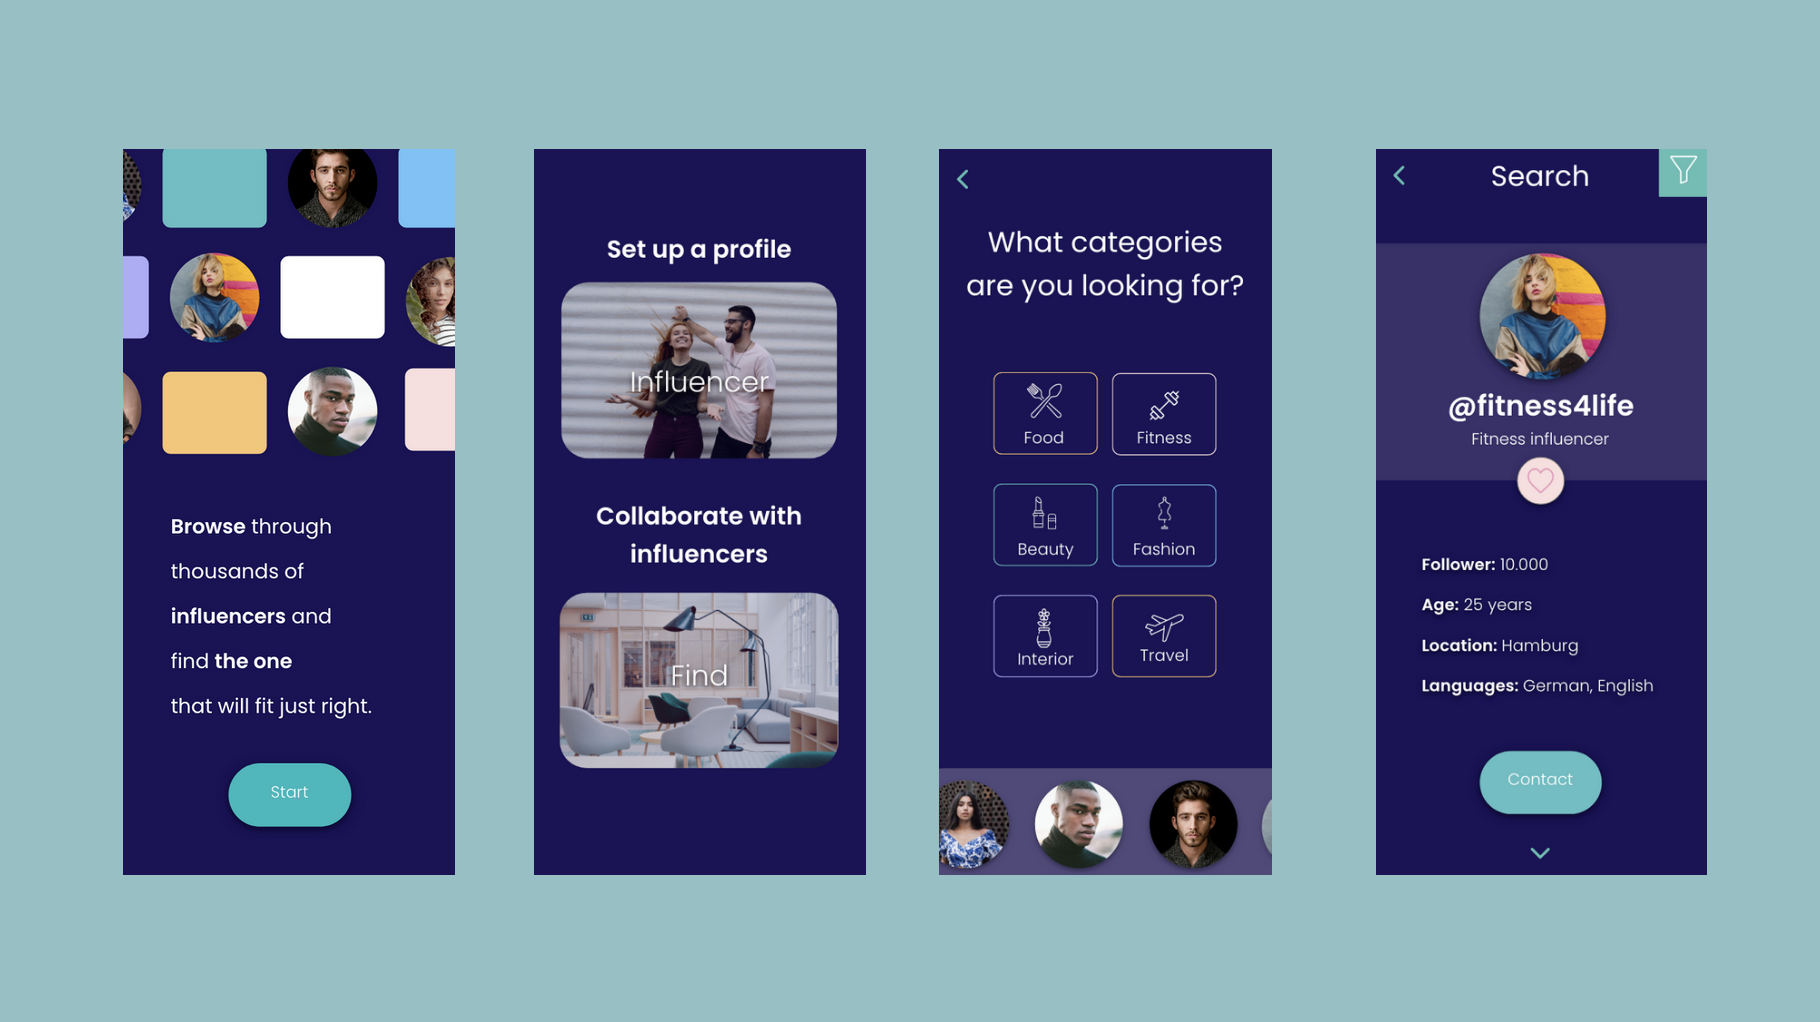 Browse through
thousands of
influencers and
find the one
that will fit just right.
Start
Set up a profile
Influencer
Collaborate with
influencers
Find
What categories
are you looking for?
Food
Fitness
Beauty
Fashion
Interior
Travel
Search
@fitness4life
Fitness influencer
Follower: 10.000
Age: 25 years
Location: Hamburg
Languages: German, English
Contact